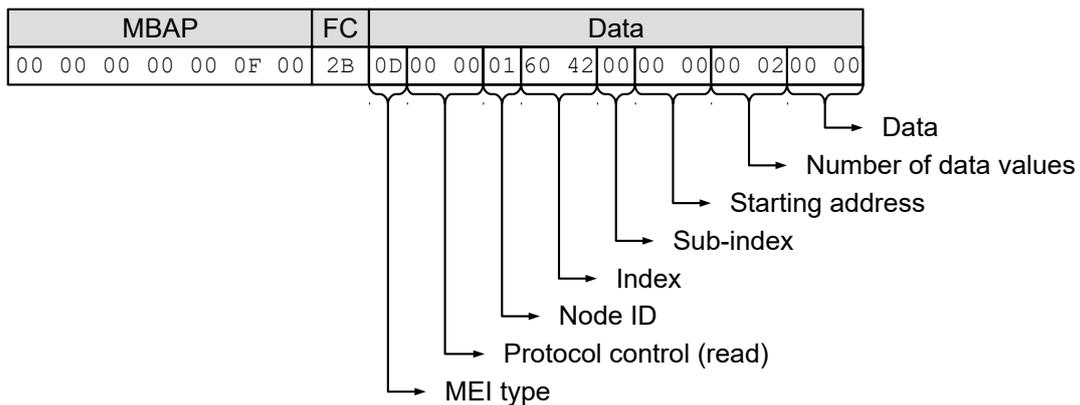 MBAP FC Data
00 00 00 00 00 0F 00 2B 0D 00 00 01 60 42 00 00 00 00 02 00 00
Data
Number of data values
Starting address
Sub-index
Index
Node ID
Protocol control (read)
MEI type